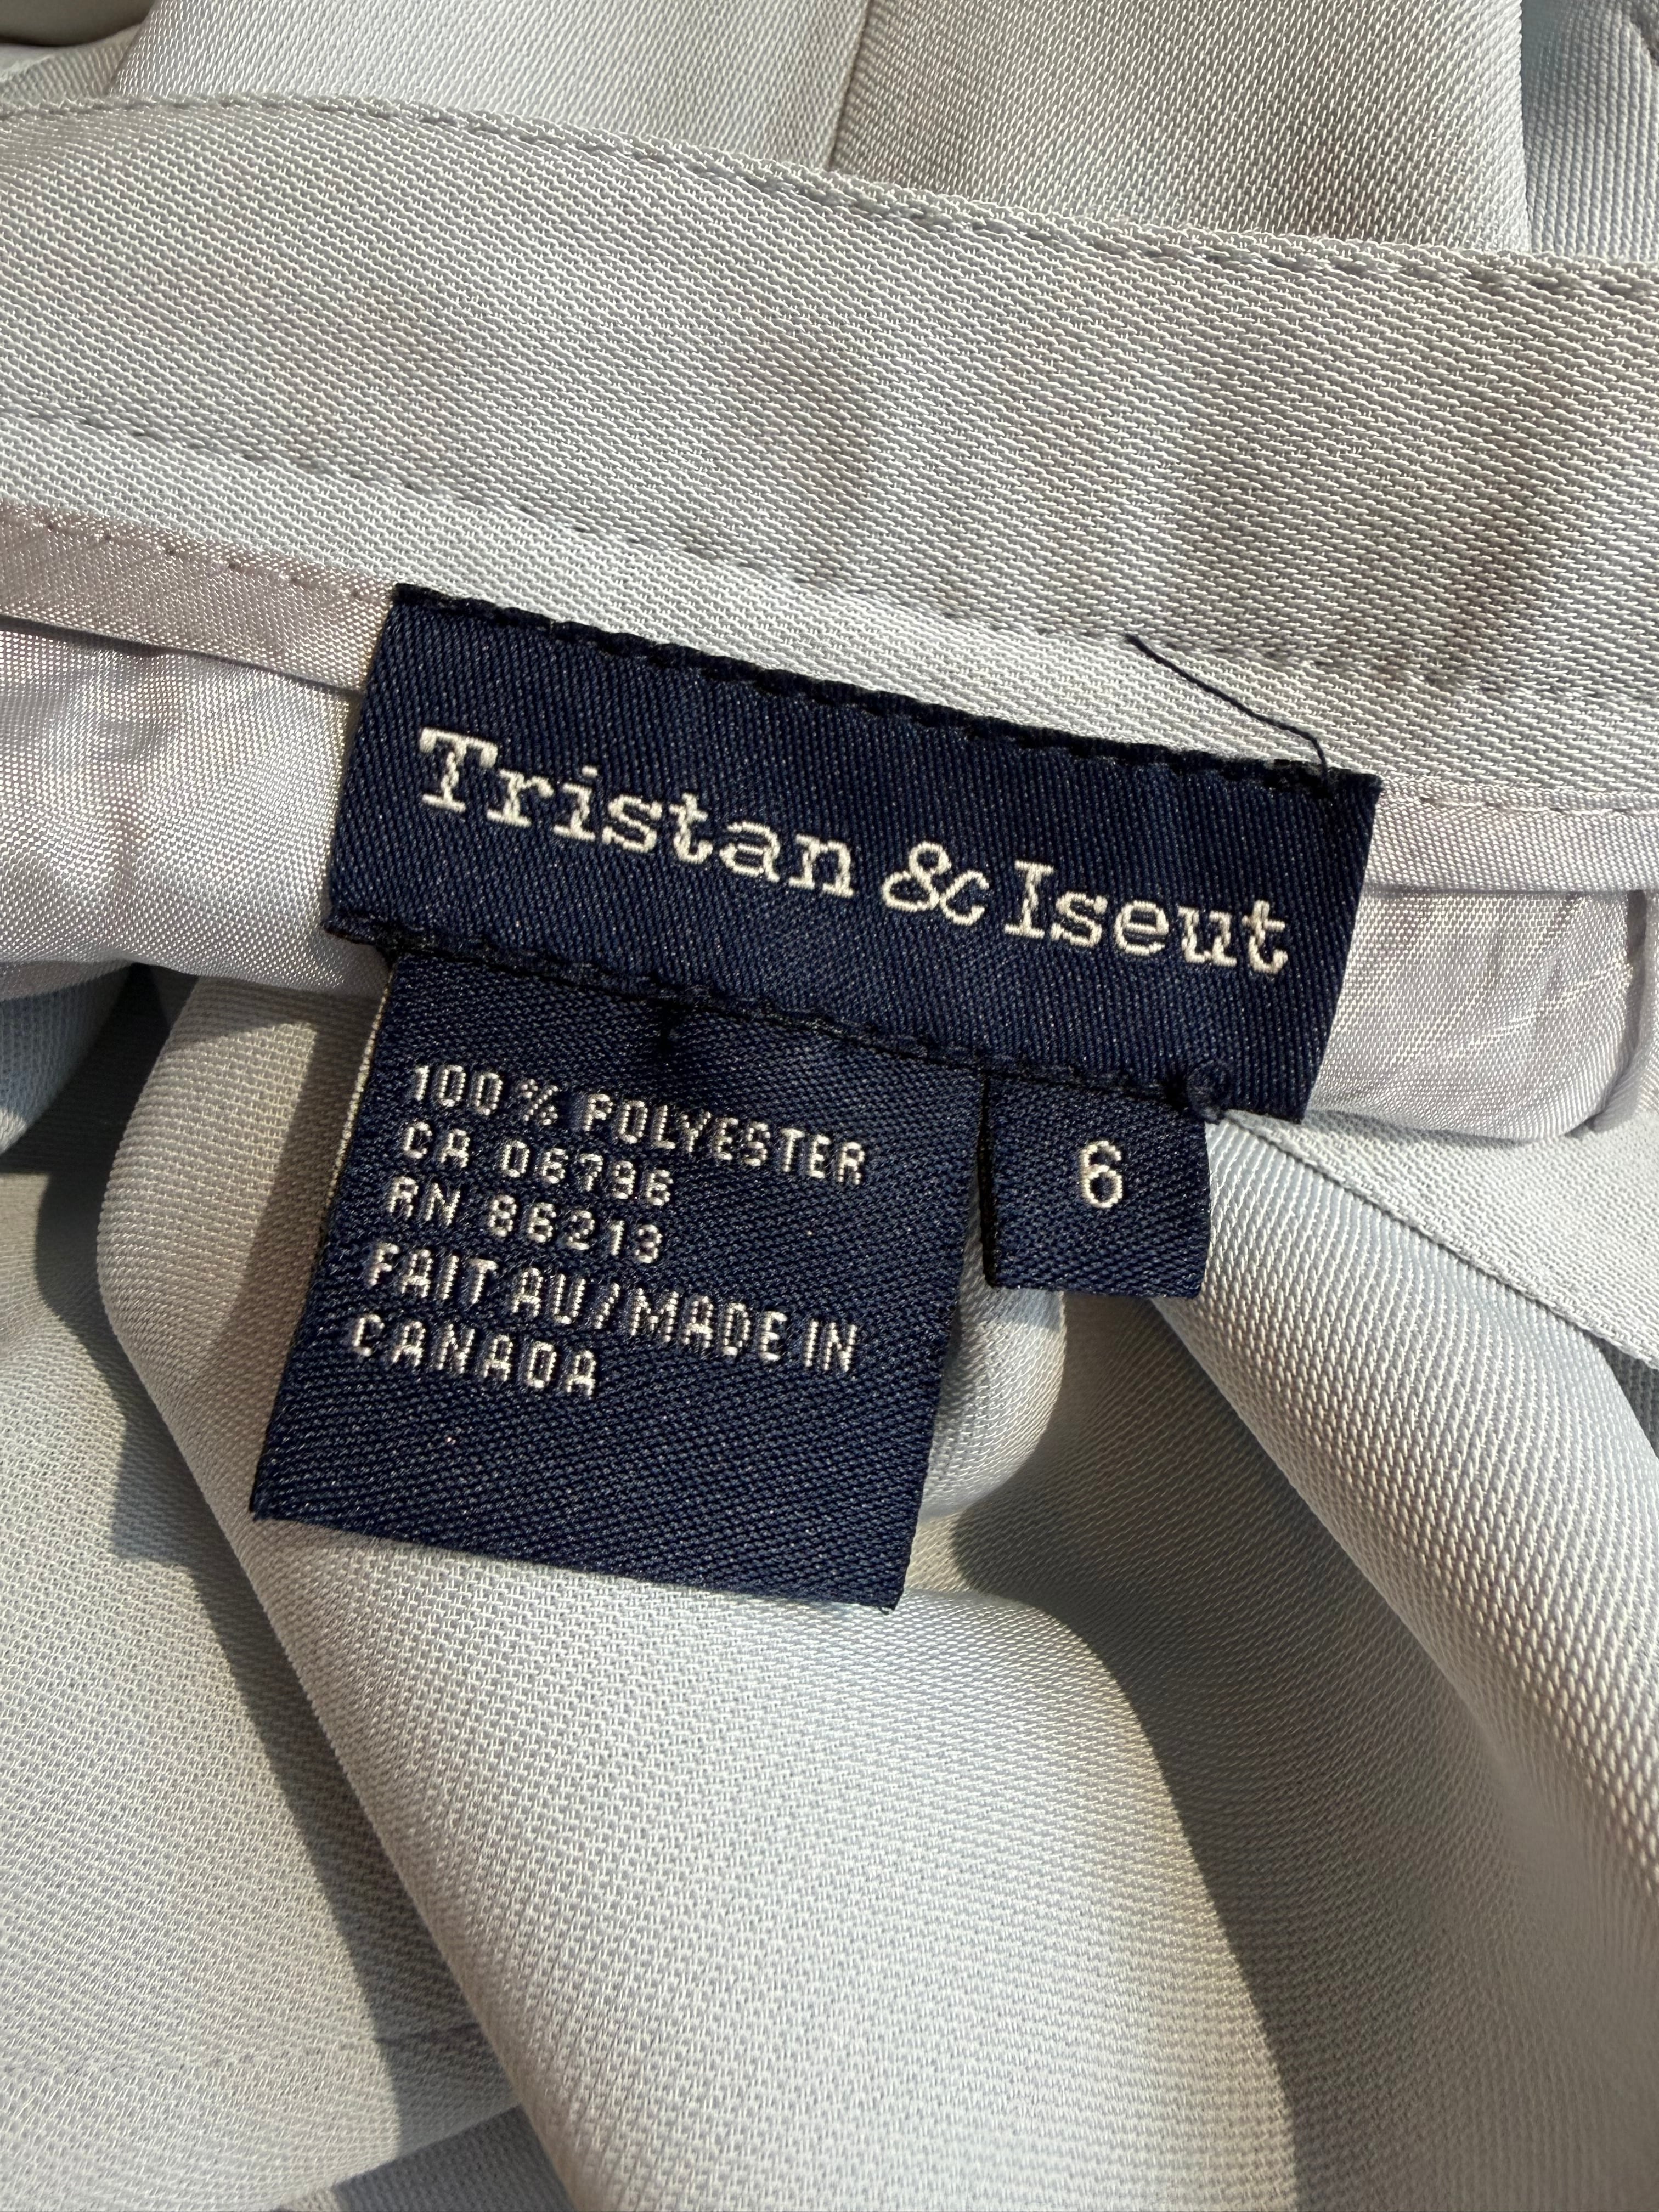 Tristan & Iseut
100% POLYESTER
CA 06796
RN 86213
FAIT AU/MADE IN
CANADA
6